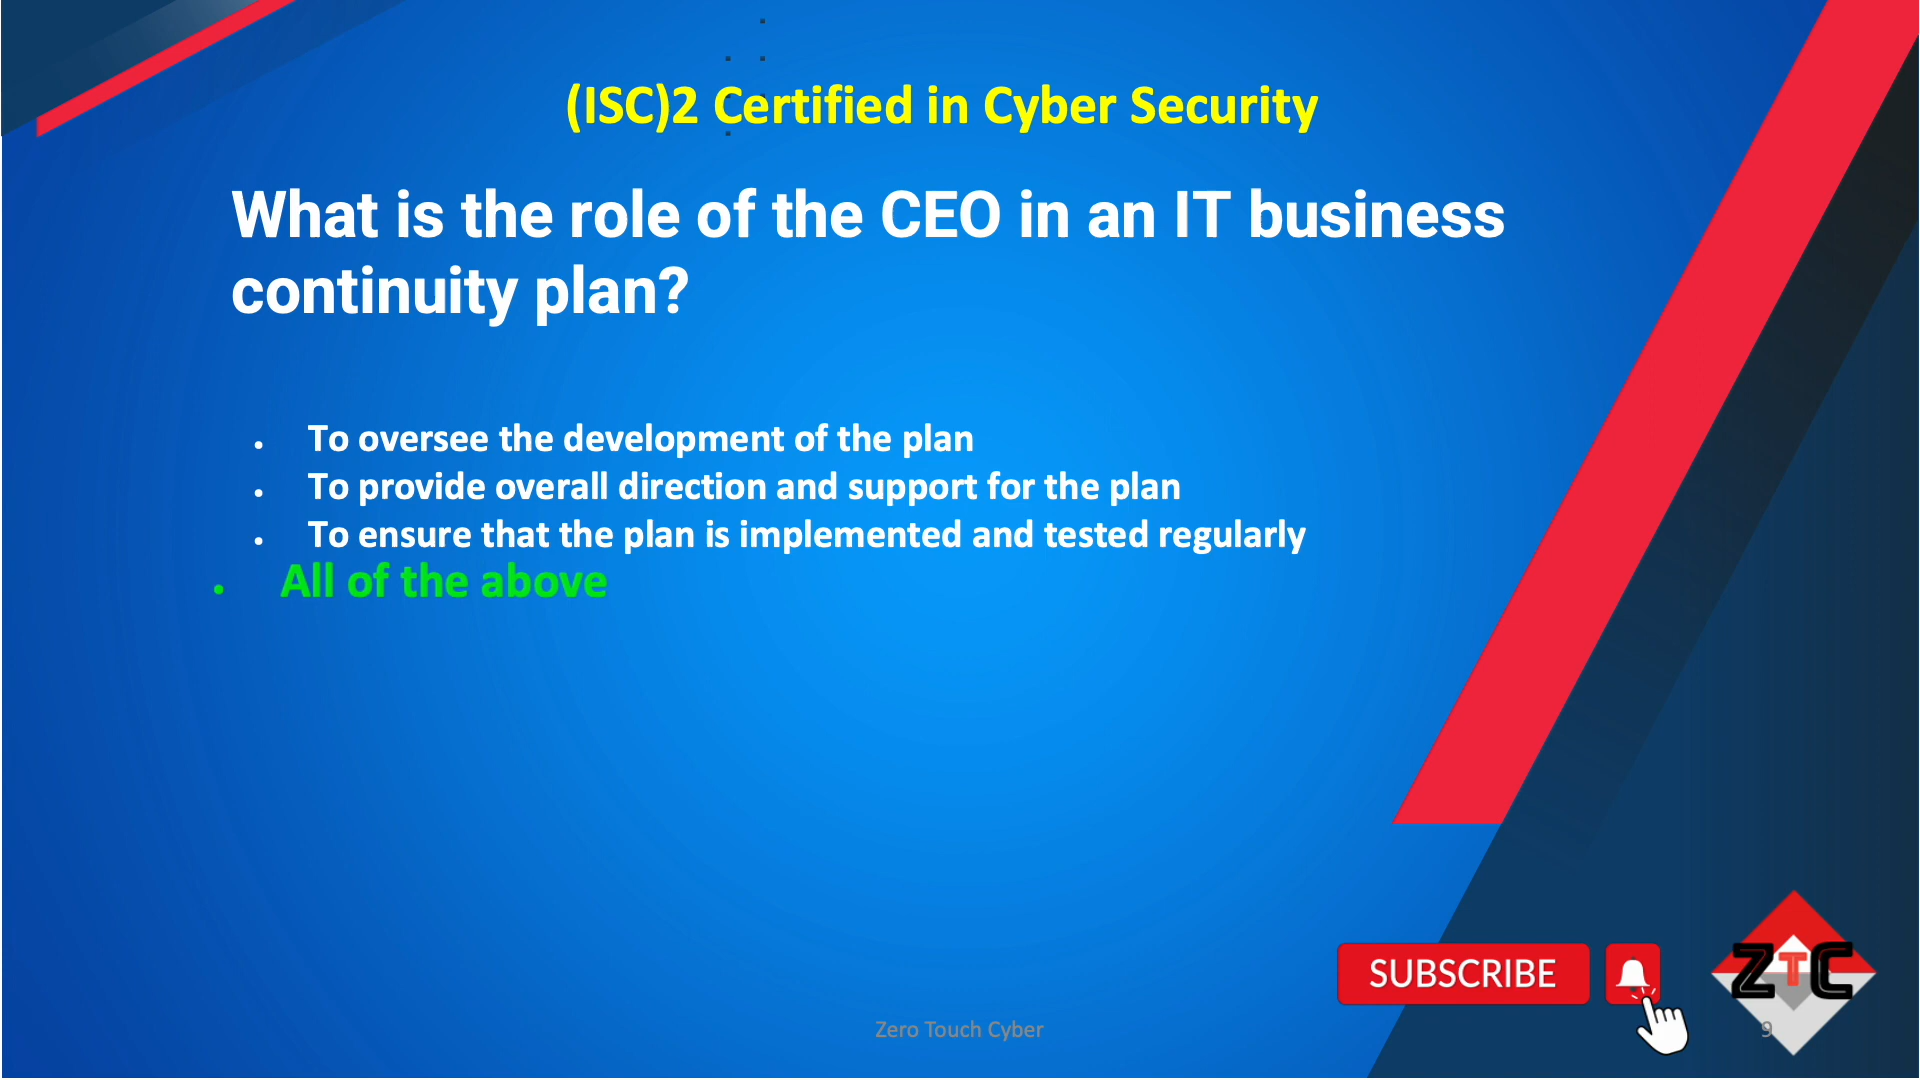 (ISC)2 Certified in Cyber Security
What is the role of the CEO in an IT business
continuity plan?
• To oversee the development of the plan
• To provide overall direction and support for the plan
• To ensure that the plan is implemented and tested regularly
• All of the above
SUBSCRIBE
ZTC
Zero Touch Cyber
9